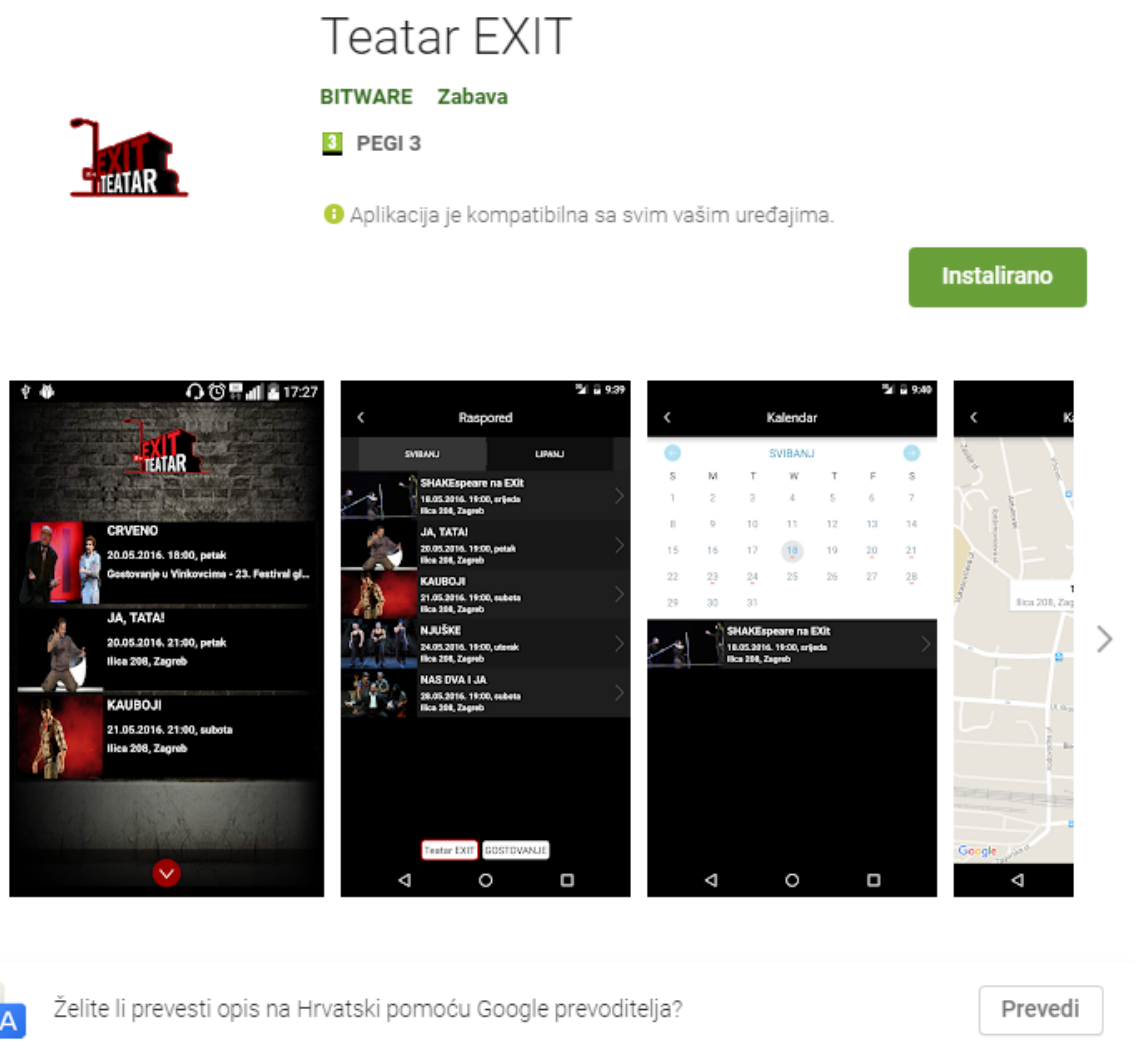 Teatar EXIT
BITWARE Zabava
3 PEGI 3
EXIT
TEATAR
Aplikacija je kompatibilna sa svim vašim uređajima.
Instalirano
17:27
EXIT
TEATAR
CRVENO
20.05.2016. 18:00, petak
Gostovanje u Vinkovcima - 23. Festival gl...
JA, TATA!
20.05.2016. 21:00, petak
Ilica 208, Zagreb
KAUBOJI
21.05.2016. 21:00, subota
Ilica 208, Zagreb
9:39
Raspored
SVIBANJ LIPANJ
SHAKEspeare na EXit
18.05.2016. 19:00, srijeda
Ilica 208, Zagreb
JA, TATA!
20.05.2016. 19:00, petak
Ilica 208, Zagreb
KAUBOJI
21.05.2016. 19:00, subota
Ilica 208, Zagreb
NJUŠKE
24.05.2016. 19:00, utorak
Ilica 208, Zagreb
NAS DVA I JA
28.05.2016. 19:00, subota
Ilica 208, Zagreb
Teatar EXIT GOSTOVANJE
9:40
Kalendar
SVIBANJ
S M T W T F S
1 2 3 4 5 6 7
8 9 10 11 12 13 14
15 16 17 18 19 20 21
22 23 24 25 26 27 28
29 30 31
SHAKEspeare na EXit
18.05.2016. 19:00, srijeda
Ilica 208, Zagreb
Ka
T
Ilica 208, Zag
Google
Želite li prevesti opis na Hrvatski pomoću Google prevoditelja?
Prevedi
A